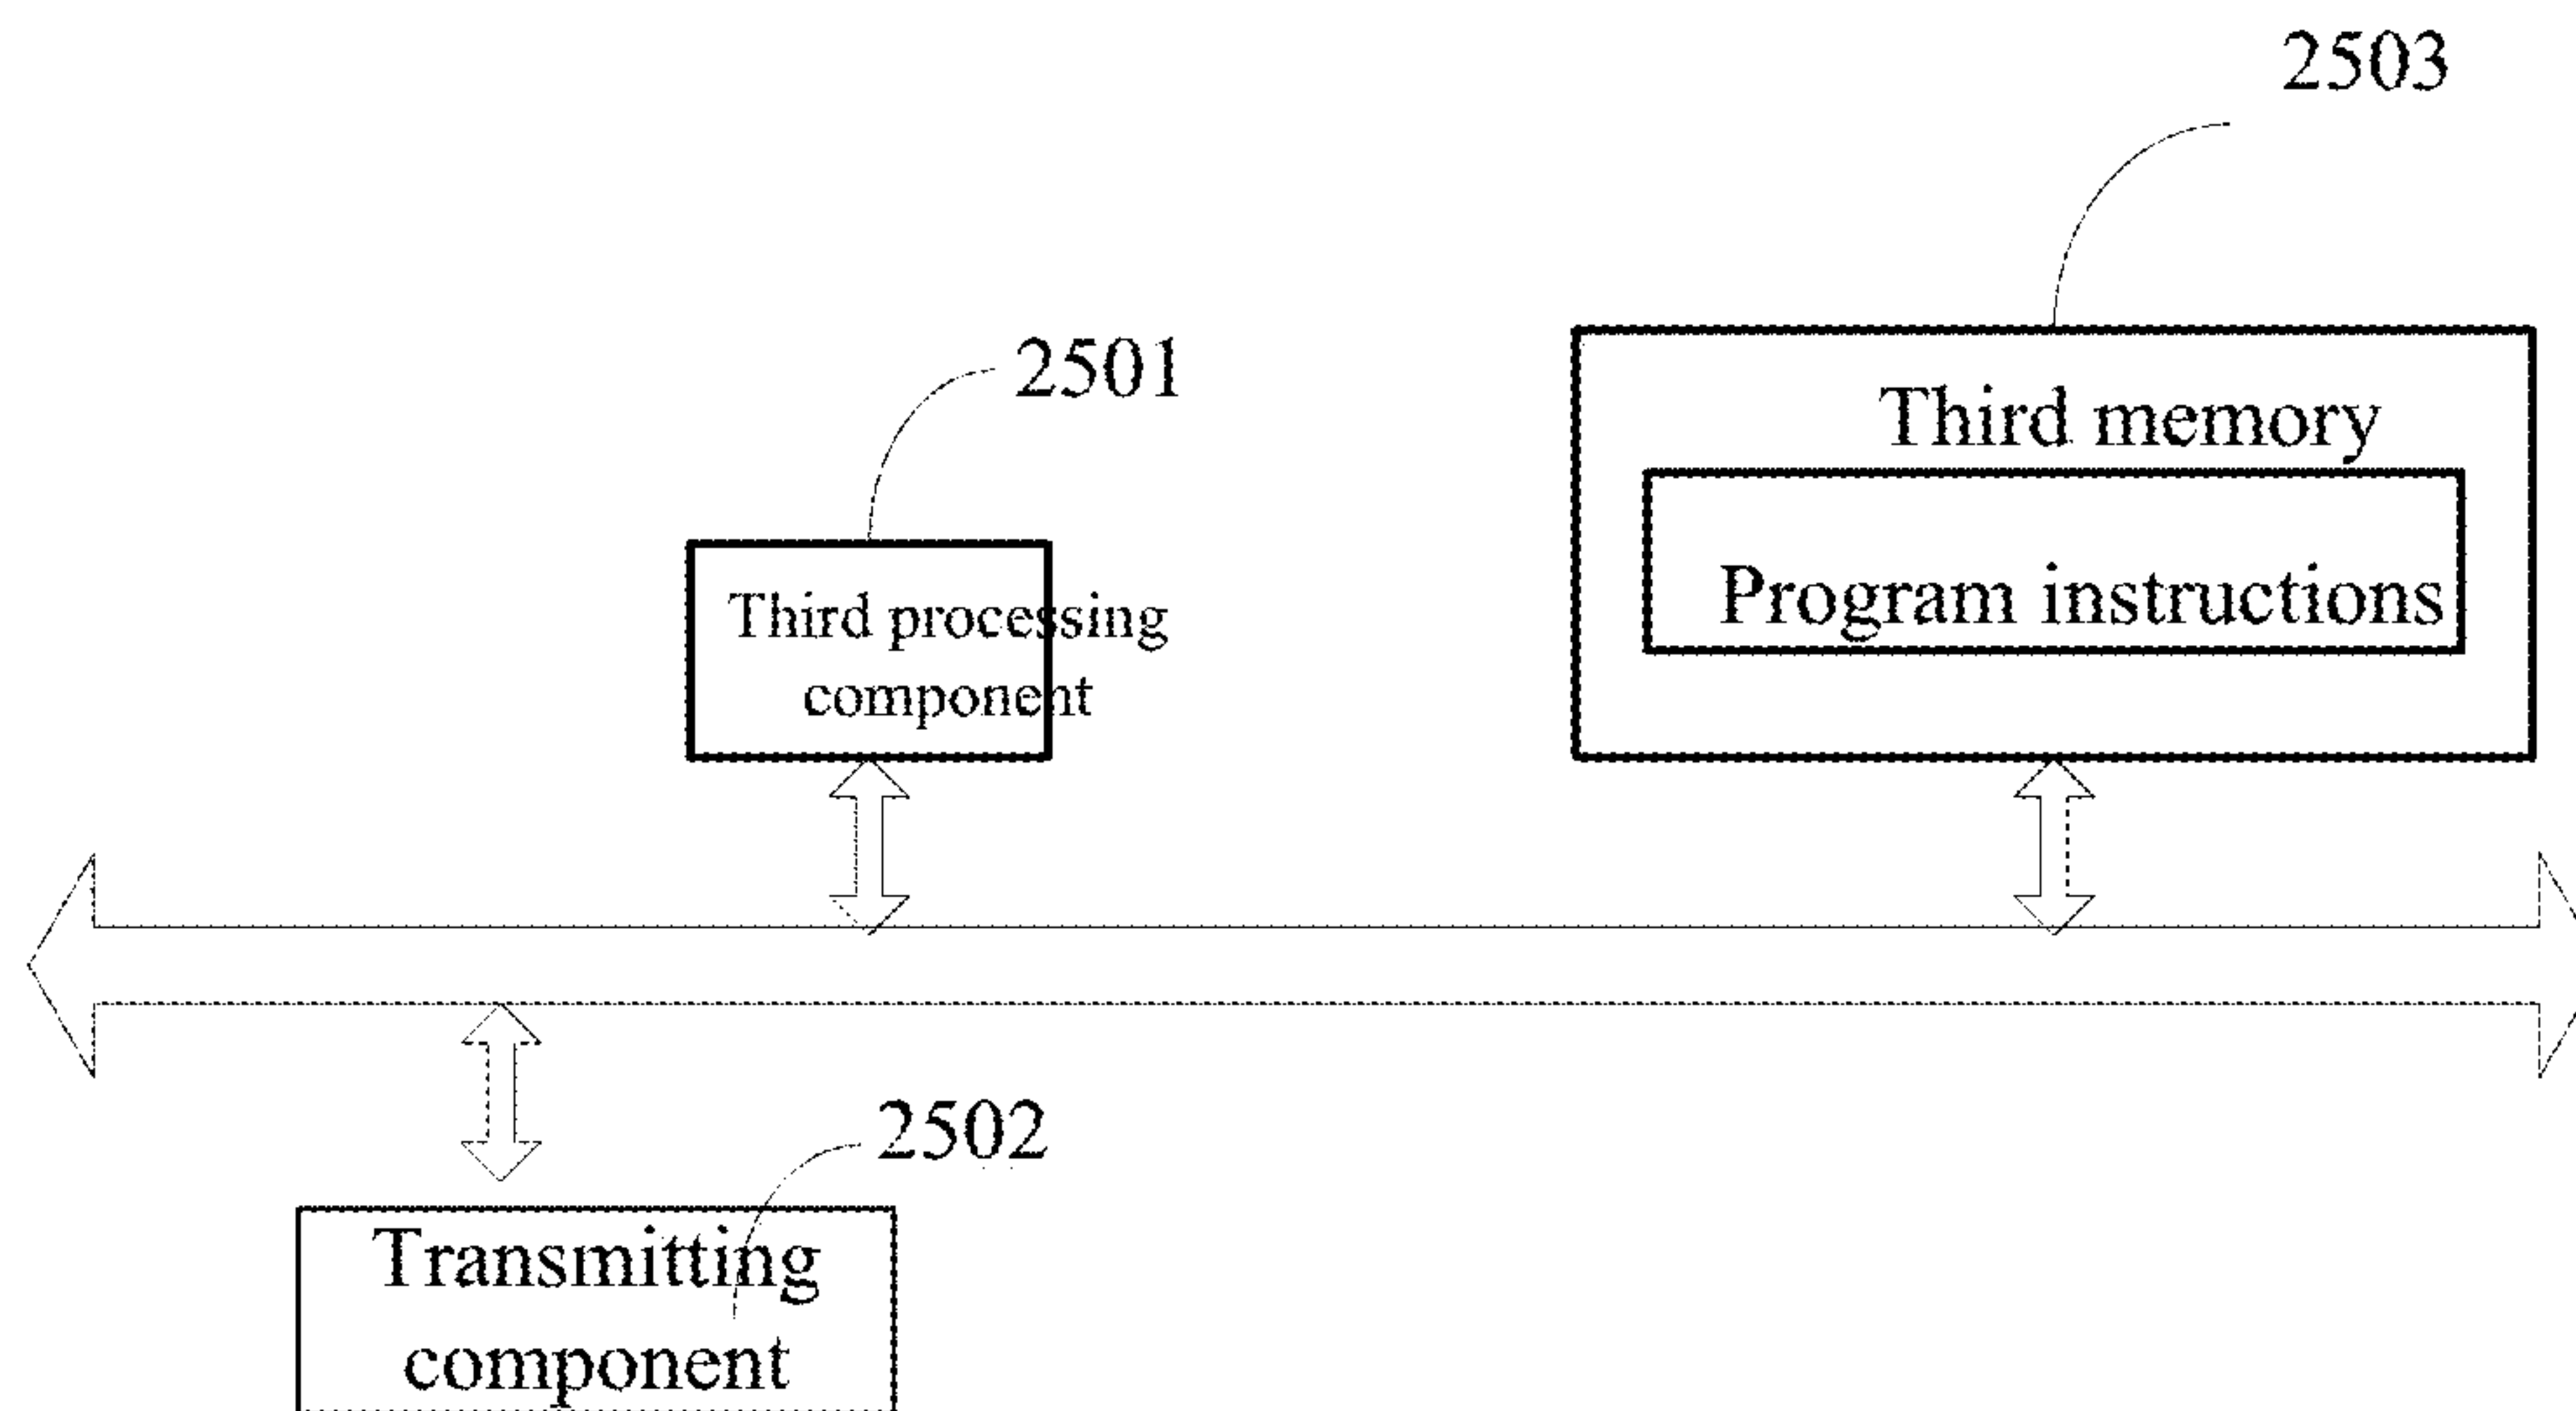 2503
2501
Third memory
Program instructions
Third processing
component
2502
Transmitting
component